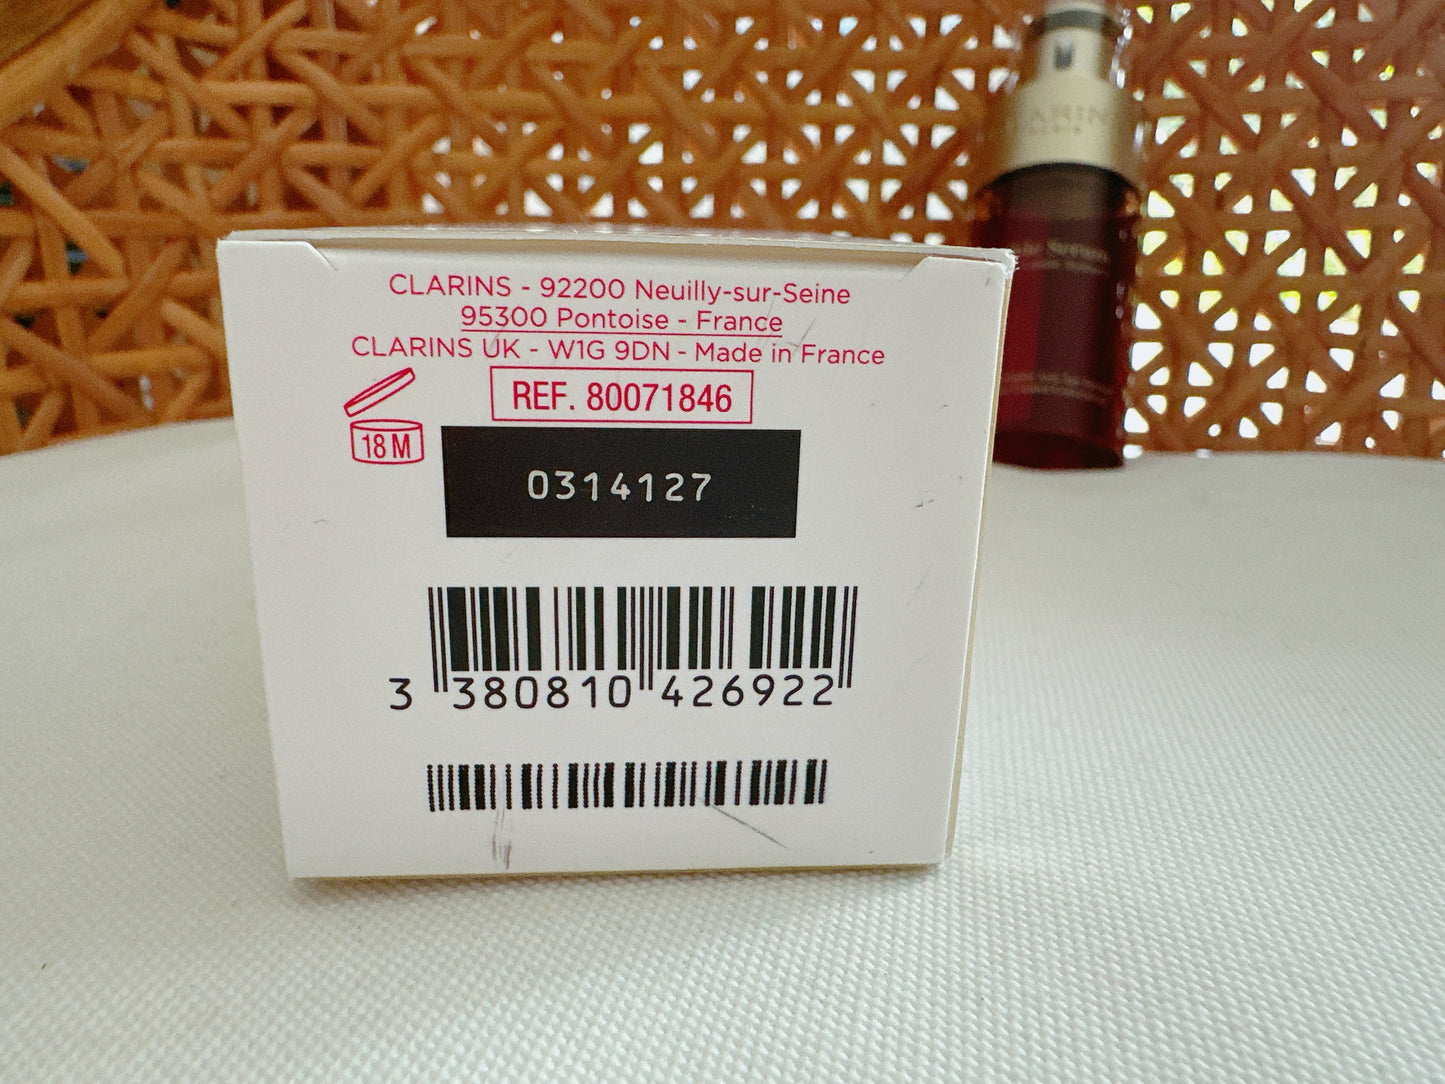 CLARINS - 92200 Neuilly-sur-Seine
95300 Pontoise - France
CLARINS UK - W1G 9DN - Made in France
REF. 80071846
18 M
0314127
3 380810 426922